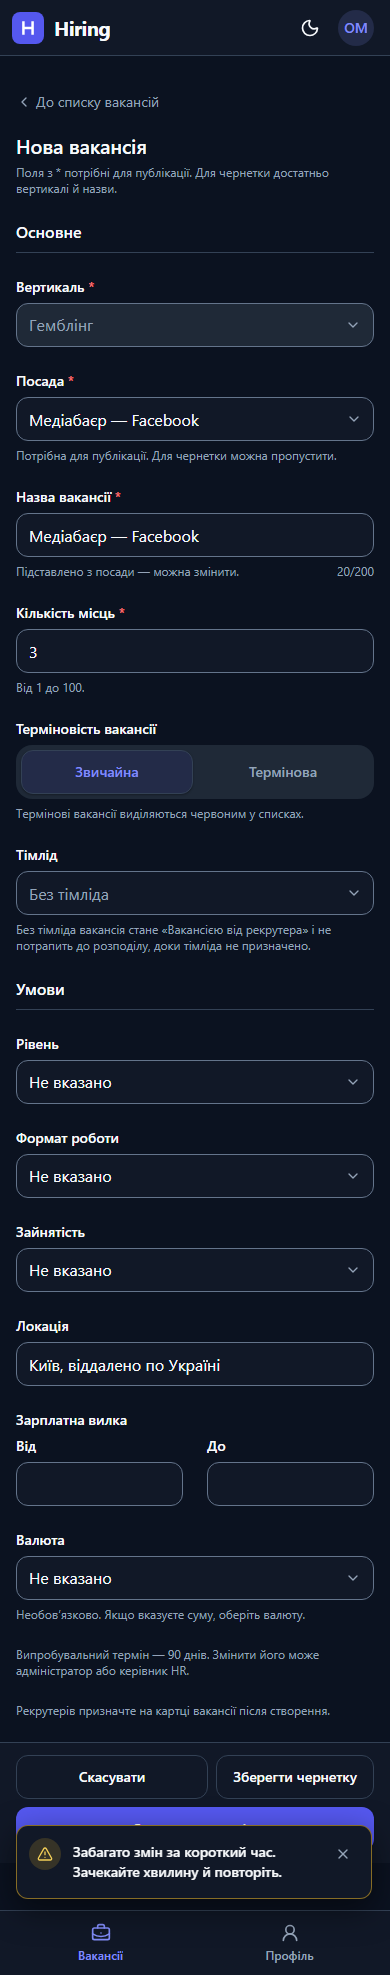 H Hiring OM
До списку вакансій
Нова вакансія
Поля з * потрібні для публікації. Для чернетки достатньо
вертикалі й назви.
Основне
Вертикаль *
Гемблінг
Посада *
Медіабаєр — Facebook
Потрібна для публікації. Для чернетки можна пропустити.
Назва вакансії *
Медіабаєр — Facebook
Підставлено з посади — можна змінити. 20/200
Кількість місць *
3
Від 1 до 100.
Терміновість вакансії
Звичайна Термінова
Термінові вакансії виділяються червоним у списках.
Тімлід
Без тімліда
Без тімліда вакансія стане «Вакансією від рекрутера» і не
потрапить до розподілу, доки тімліда не призначено.
Умови
Рівень
Не вказано
Формат роботи
Не вказано
Зайнятість
Не вказано
Локація
Київ, віддалено по Україні
Зарплатна вилка
Від До
Валюта
Не вказано
Необов'язково. Якщо вказуєте суму, оберіть валюту.
Випробувальний термін — 90 днів. Змінити його може
адміністратор або керівник HR.
Рекрутерів призначте на картці вакансії після створення.
Скасувати Зберегти чернетку
Забагато змін за короткий час.
Зачекайте хвилину й повторіть.
Вакансії Профіль